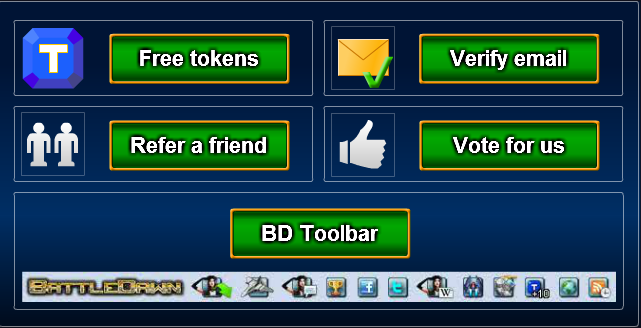 T
Free tokens
Verify email
Refer a friend
Vote for us
BD Toolbar
BATTLEDAWN
f
t
W
T
+10